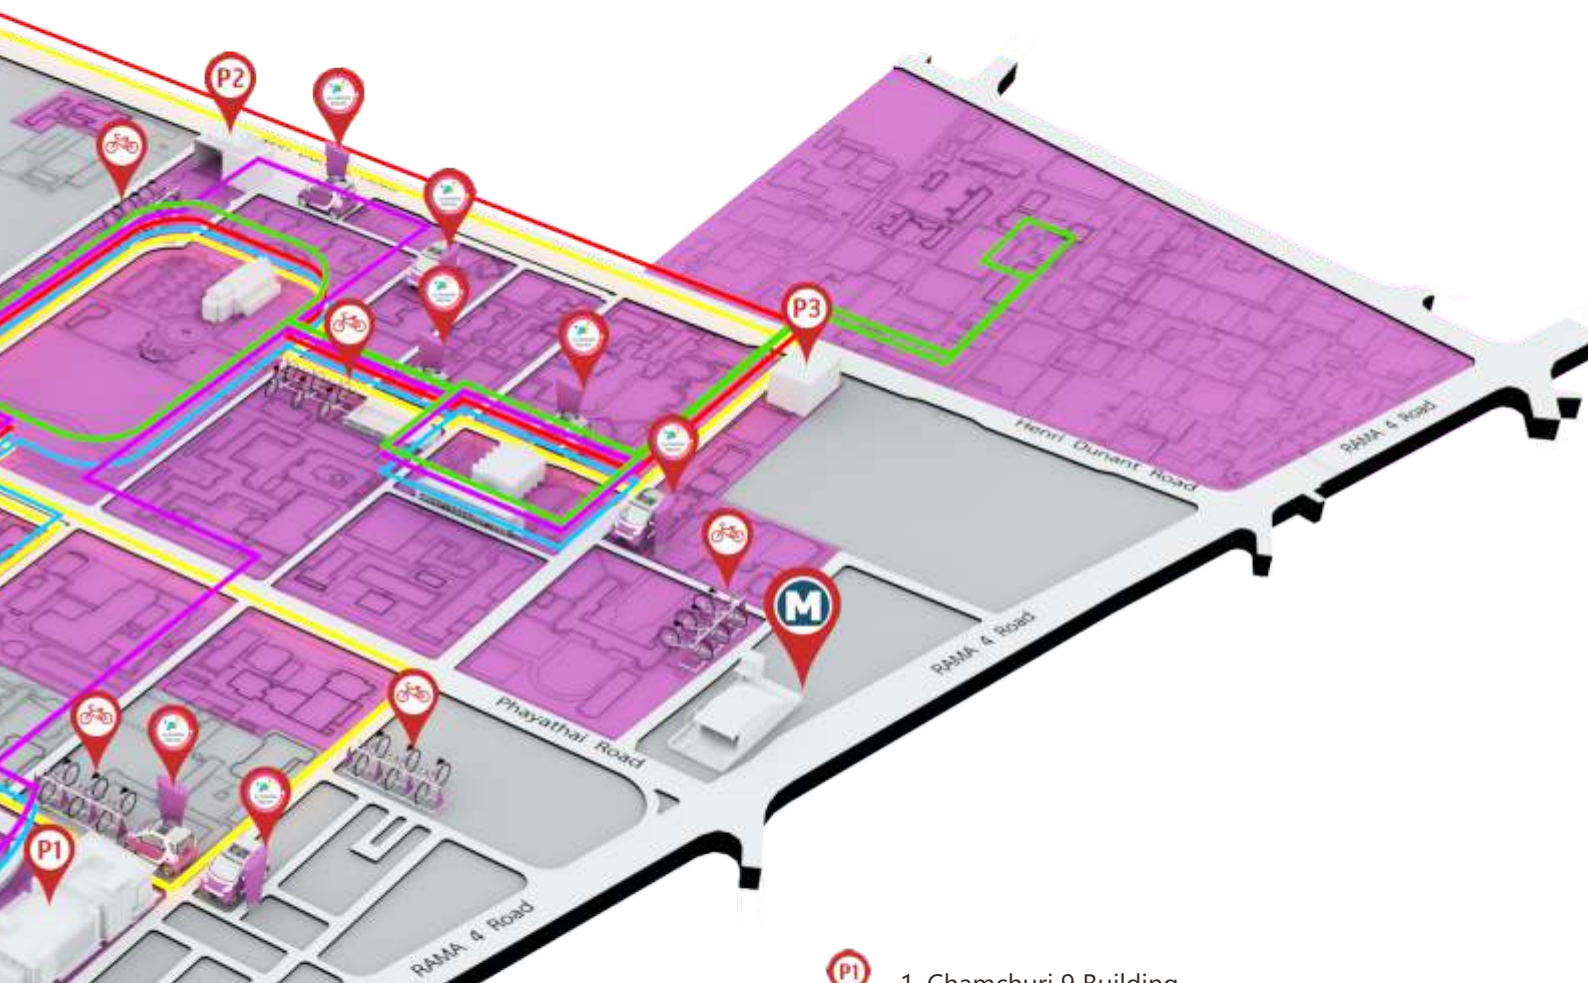 P2
P3
Henri Dunant Road
RAMA 4 Road
RAMA 4 Road
M
Phayathai Road
P1
RAMA 4 Road
P1
1. Chamchuri 9 Building